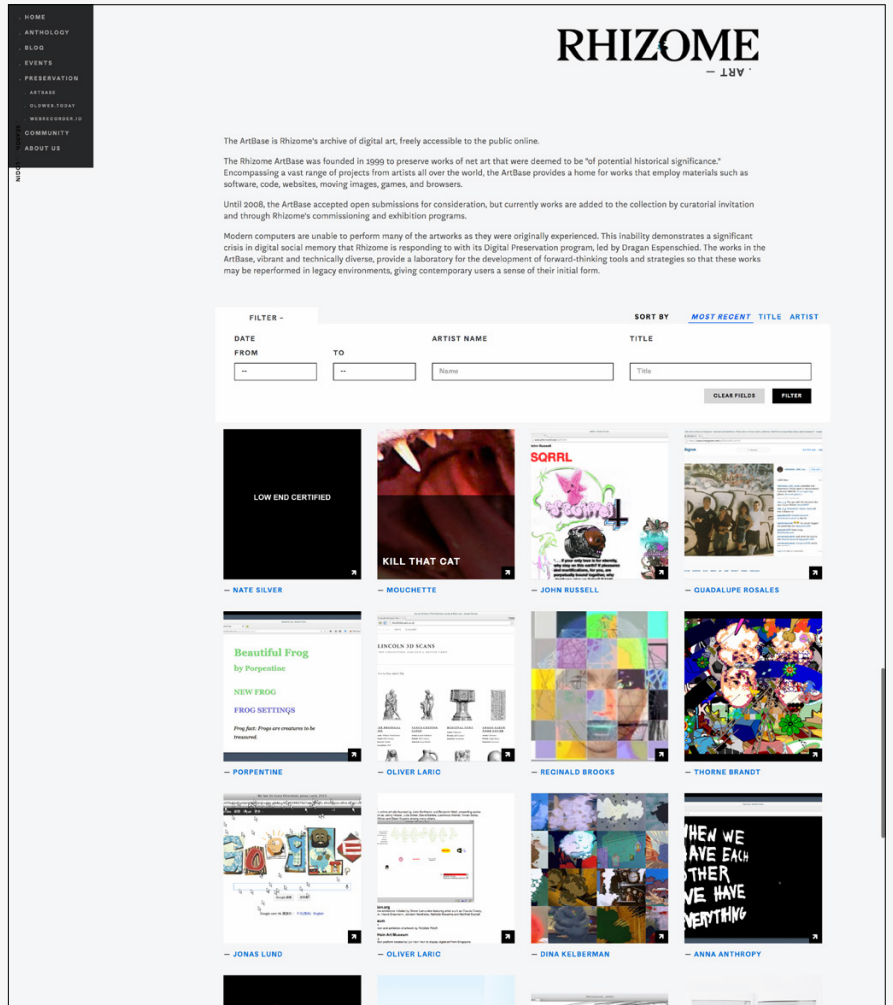 . HOME
. ANTHOLOGY
. BLOG
. EVENTS
. PRESERVATION
. ARTBASE
. OLDWEB.TODAY
. WEBRECORDER.IO
. COMMUNITY
. ABOUT US
SEARCH
LOGIN
RHIZOME
— ART .
The ArtBase is Rhizome's archive of digital art, freely accessible to the public online.
The Rhizome ArtBase was founded in 1999 to preserve works of net art that were deemed to be "of potential historical significance."
Encompassing a vast range of projects from artists all over the world, the ArtBase provides a home for works that employ materials such as
software, code, websites, moving images, games, and browsers.
Until 2008, the ArtBase accepted open submissions for consideration, but currently works are added to the collection by curatorial invitation
and through Rhizome's commissioning and exhibition programs.
Modern computers are unable to perform many of the artworks as they were originally experienced. This inability demonstrates a significant
crisis in digital social memory that Rhizome is responding to with its Digital Preservation program, led by Dragan Espenschied. The works in the
ArtBase, vibrant and technically diverse, provide a laboratory for the development of forward-thinking tools and strategies so that these works
may be reperformed in legacy environments, giving contemporary users a sense of their initial form.
FILTER –
SORT BY MOST RECENT TITLE ARTIST
DATE ARTIST NAME TITLE
FROM TO
-- -- Name Title
CLEAR FIELDS FILTER
LOW END CERTIFIED
KILL THAT CAT
John Russell
SQRRL
— NATE SILVER — MOUCHETTE — JOHN RUSSELL — GUADALUPE ROSALES
Beautiful Frog
by Porpentine
NEW FROG
FROG SETTINGS
Frog fact: Frogs are creatures to be
treasured.
LINCOLN 3D SCANS
— PORPENTINE — OLIVER LARIC — REGINALD BROOKS — THORNE BRANDT
WHEN WE
HAVE EACH
OTHER
WE HAVE
EVERYTHING
— JONAS LUND — OLIVER LARIC — DINA KELBERMAN — ANNA ANTHROPY